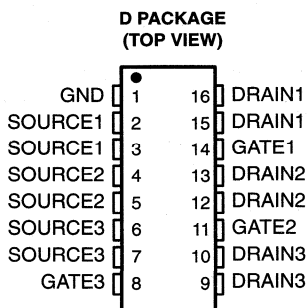 D PACKAGE
(TOP VIEW)
GND 1 16 DRAIN1
SOURCE1 2 15 DRAIN1
SOURCE1 3 14 GATE1
SOURCE2 4 13 DRAIN2
SOURCE2 5 12 DRAIN2
SOURCE3 6 11 GATE2
SOURCE3 7 10 DRAIN3
GATE3 8 9 DRAIN3